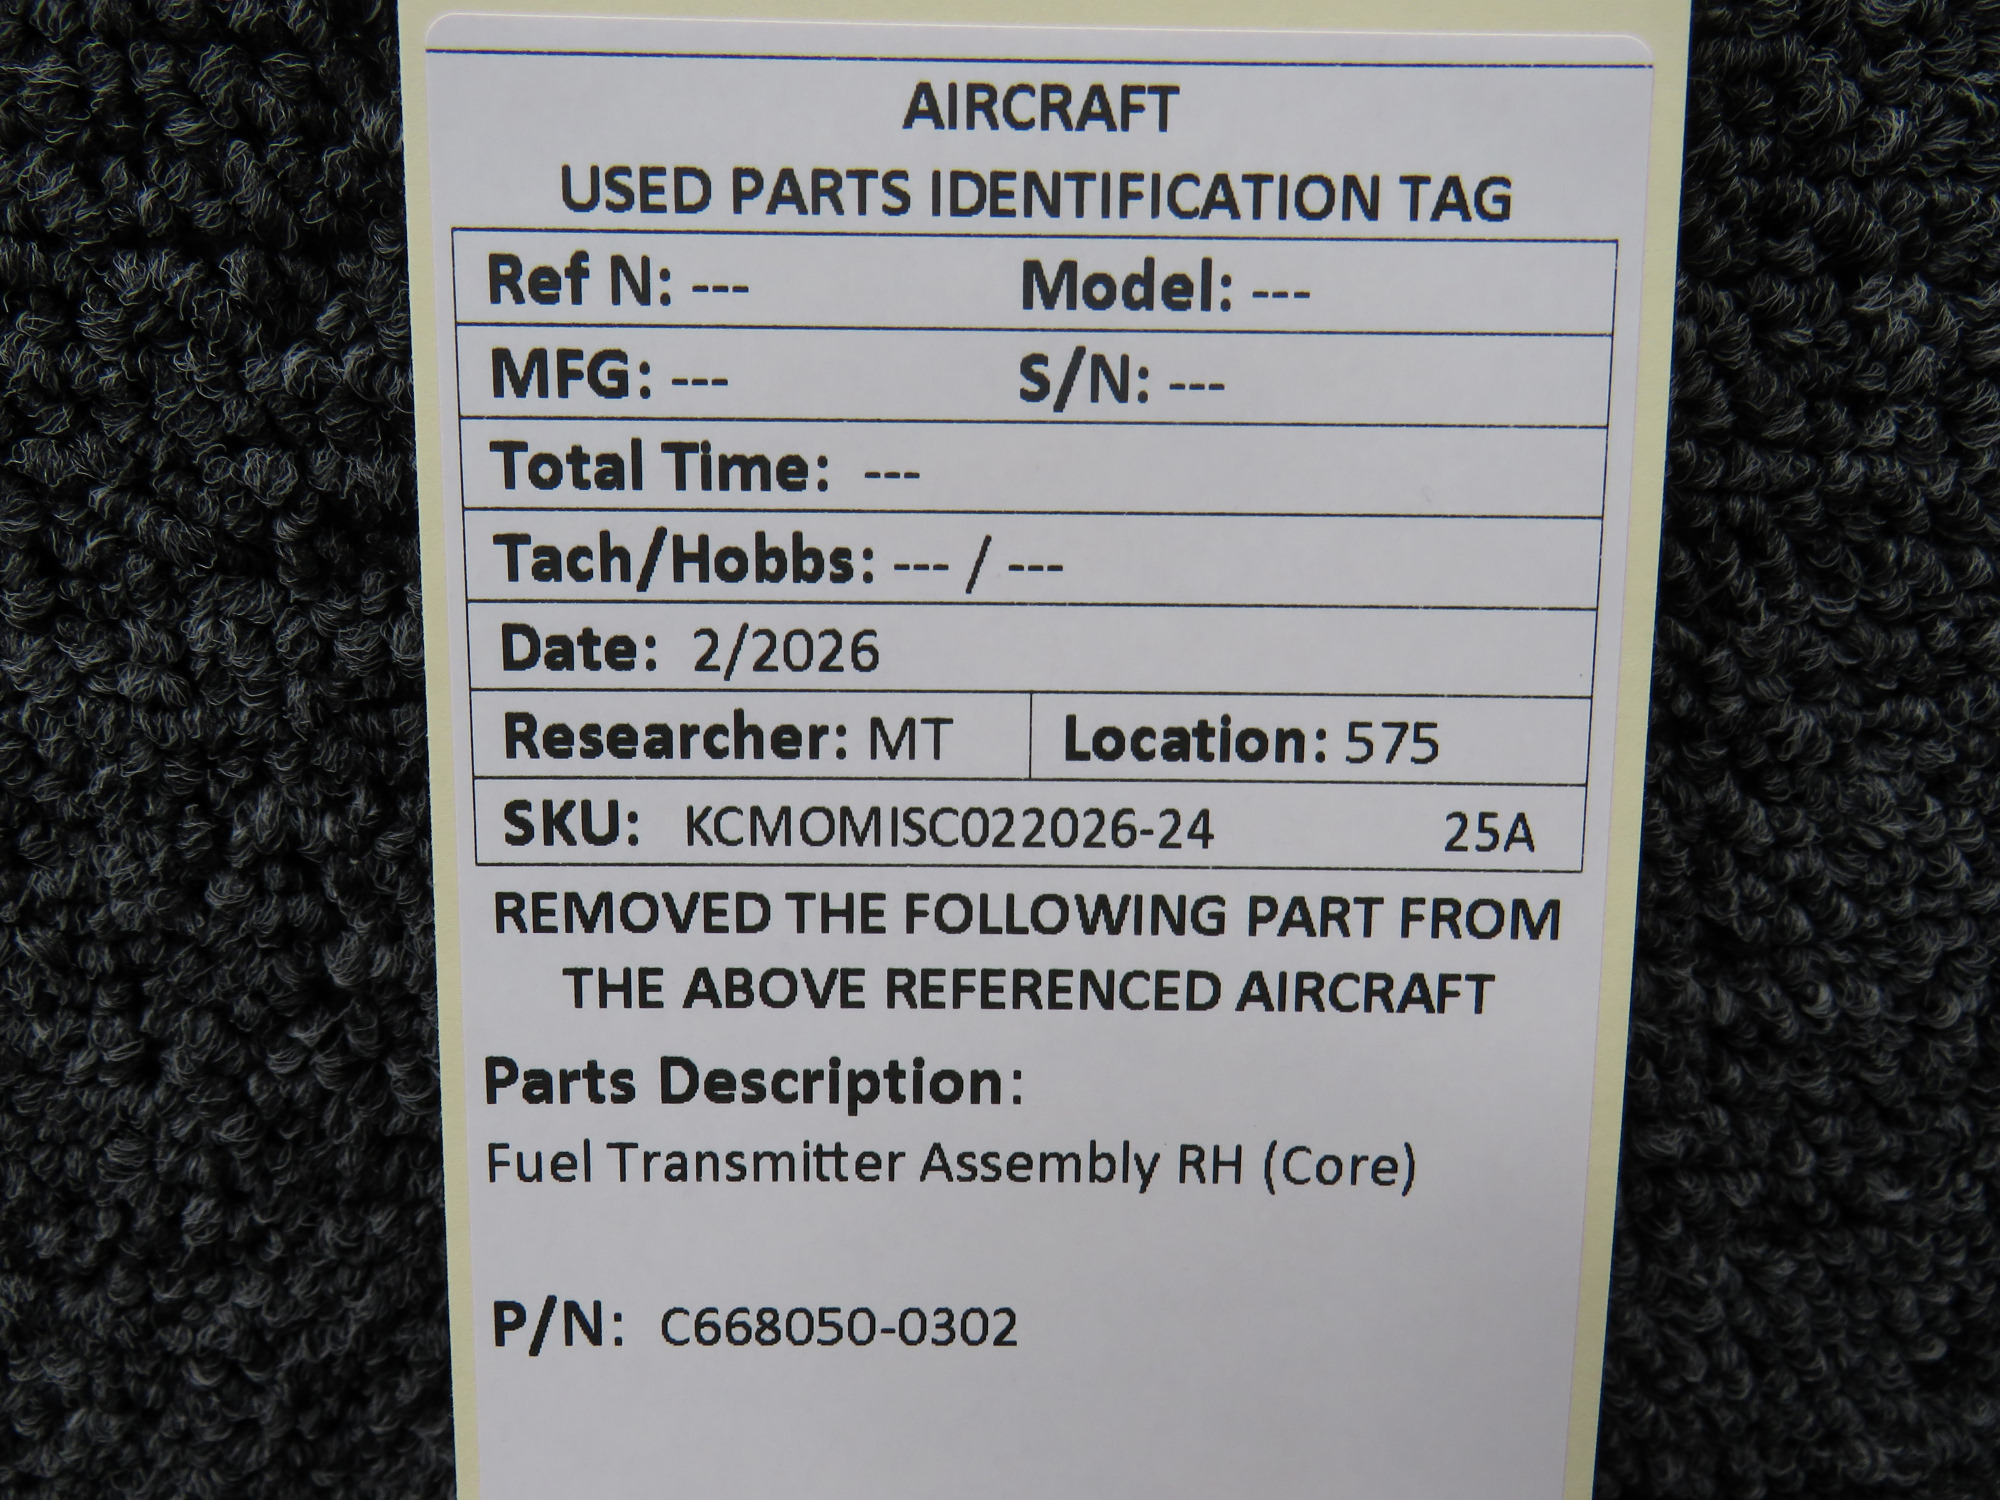 AIRCRAFT
USED PARTS IDENTIFICATION TAG
Ref N: --- Model: ---
MFG: --- S/N: ---
Total Time: ---
Tach/Hobbs: --- / ---
Date: 2/2026
Researcher: MT Location: 575
SKU: KCMOMISC022026-24 25A
REMOVED THE FOLLOWING PART FROM
THE ABOVE REFERENCED AIRCRAFT
Parts Description:
Fuel Transmitter Assembly RH (Core)
P/N: C668050-0302